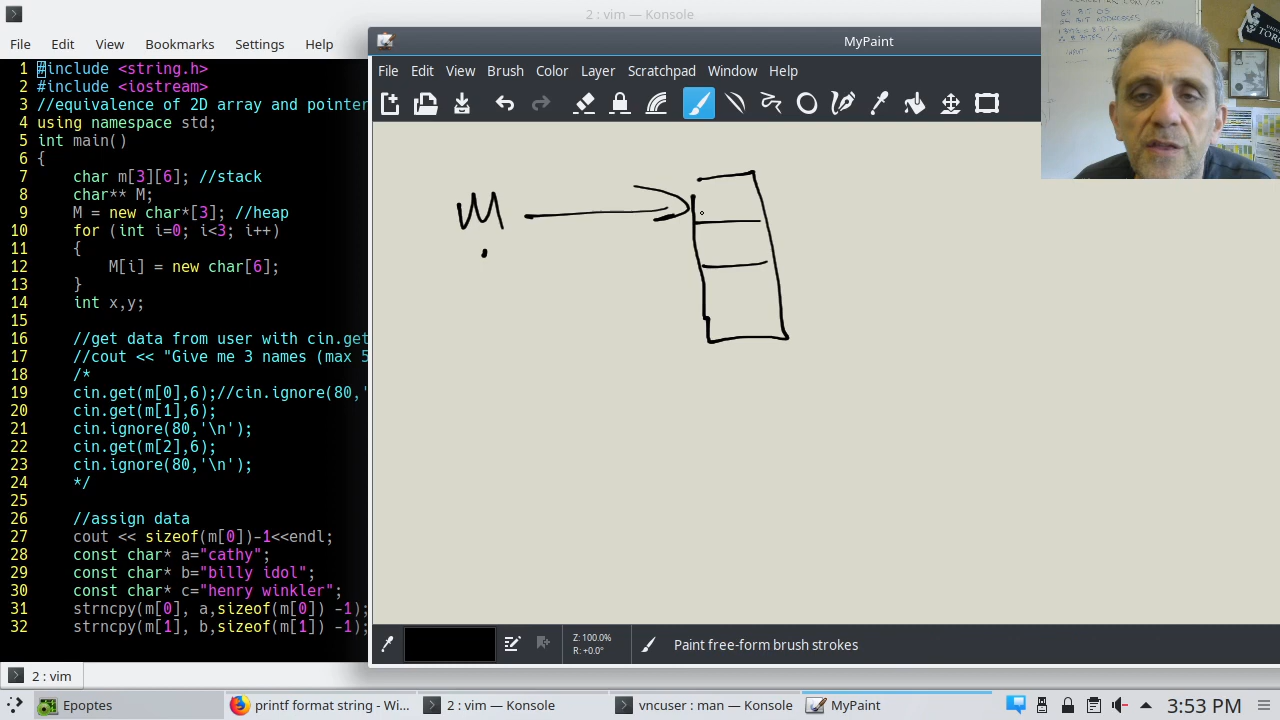 2 : vim — Konsole
File Edit View Bookmarks Settings Help
1 #include <string.h>
2 #include <iostream>
3 //equivalence of 2D array and pointer
4 using namespace std;
5 int main()
6 {
7 char m[3][6]; //stack
8 char** M;
9 M = new char*[3]; //heap
10 for (int i=0; i<3; i++)
11 {
12 M[i] = new char[6];
13 }
14 int x,y;
15
16 //get data from user with cin.get
17 //cout << "Give me 3 names (max 5
18 /*
19 cin.get(m[0],6);//cin.ignore(80,'
20 cin.get(m[1],6);
21 cin.ignore(80,'\n');
22 cin.get(m[2],6);
23 cin.ignore(80,'\n');
24 */
25
26 //assign data
27 cout << sizeof(m[0])-1<<endl;
28 const char* a="cathy";
29 const char* b="billy idol";
30 const char* c="henry winkler";
31 strncpy(m[0], a,sizeof(m[0]) -1);
32 strncpy(m[1], b,sizeof(m[1]) -1);
2 : vim
MyPaint
File Edit View Brush Color Layer Scratchpad Window Help
M
Z: 100.0%
R: +0.0°
Paint free-form brush strokes
Epoptes
printf format string - Wi...
2 : vim — Konsole
vncuser : man — Konsole
MyPaint
3:53 PM